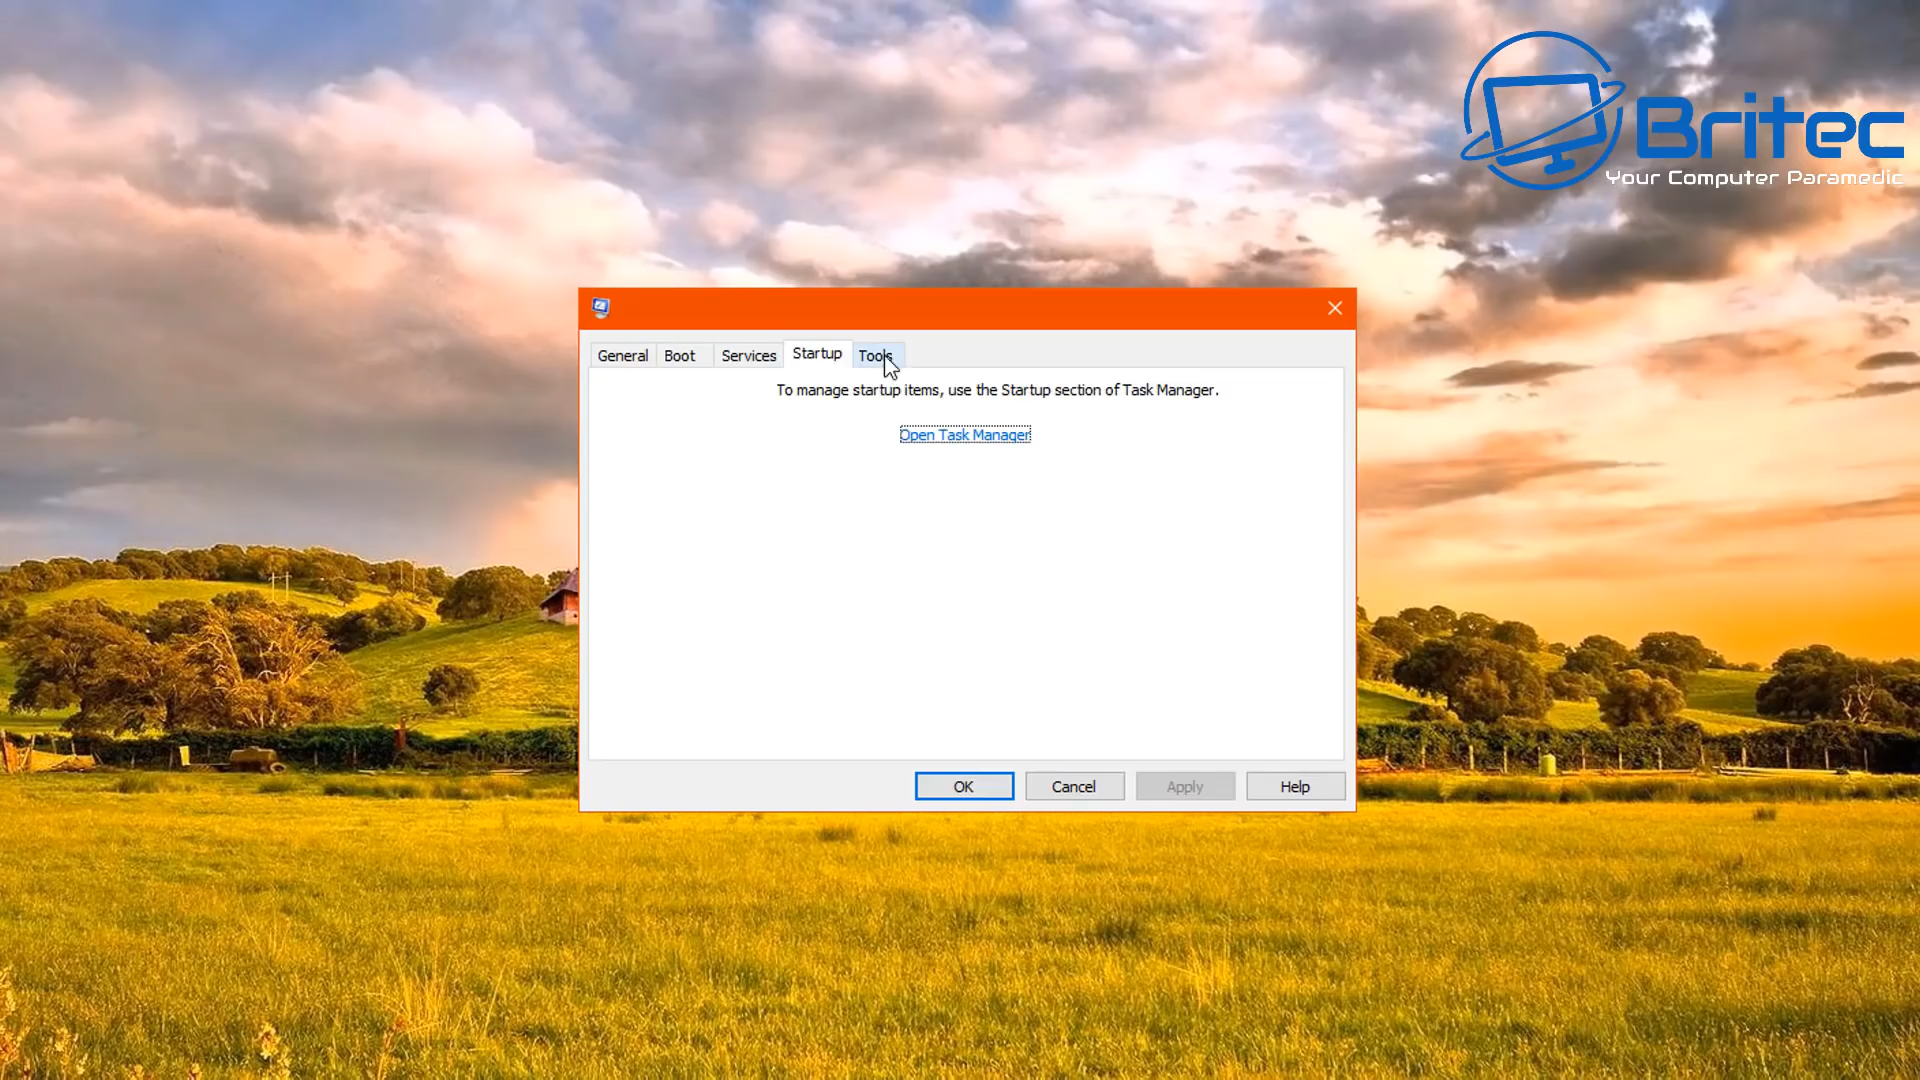 Britec
Your Computer Paramedic
General Boot Services Startup Tools
To manage startup items, use the Startup section of Task Manager.
Open Task Manager
OK Cancel Apply Help